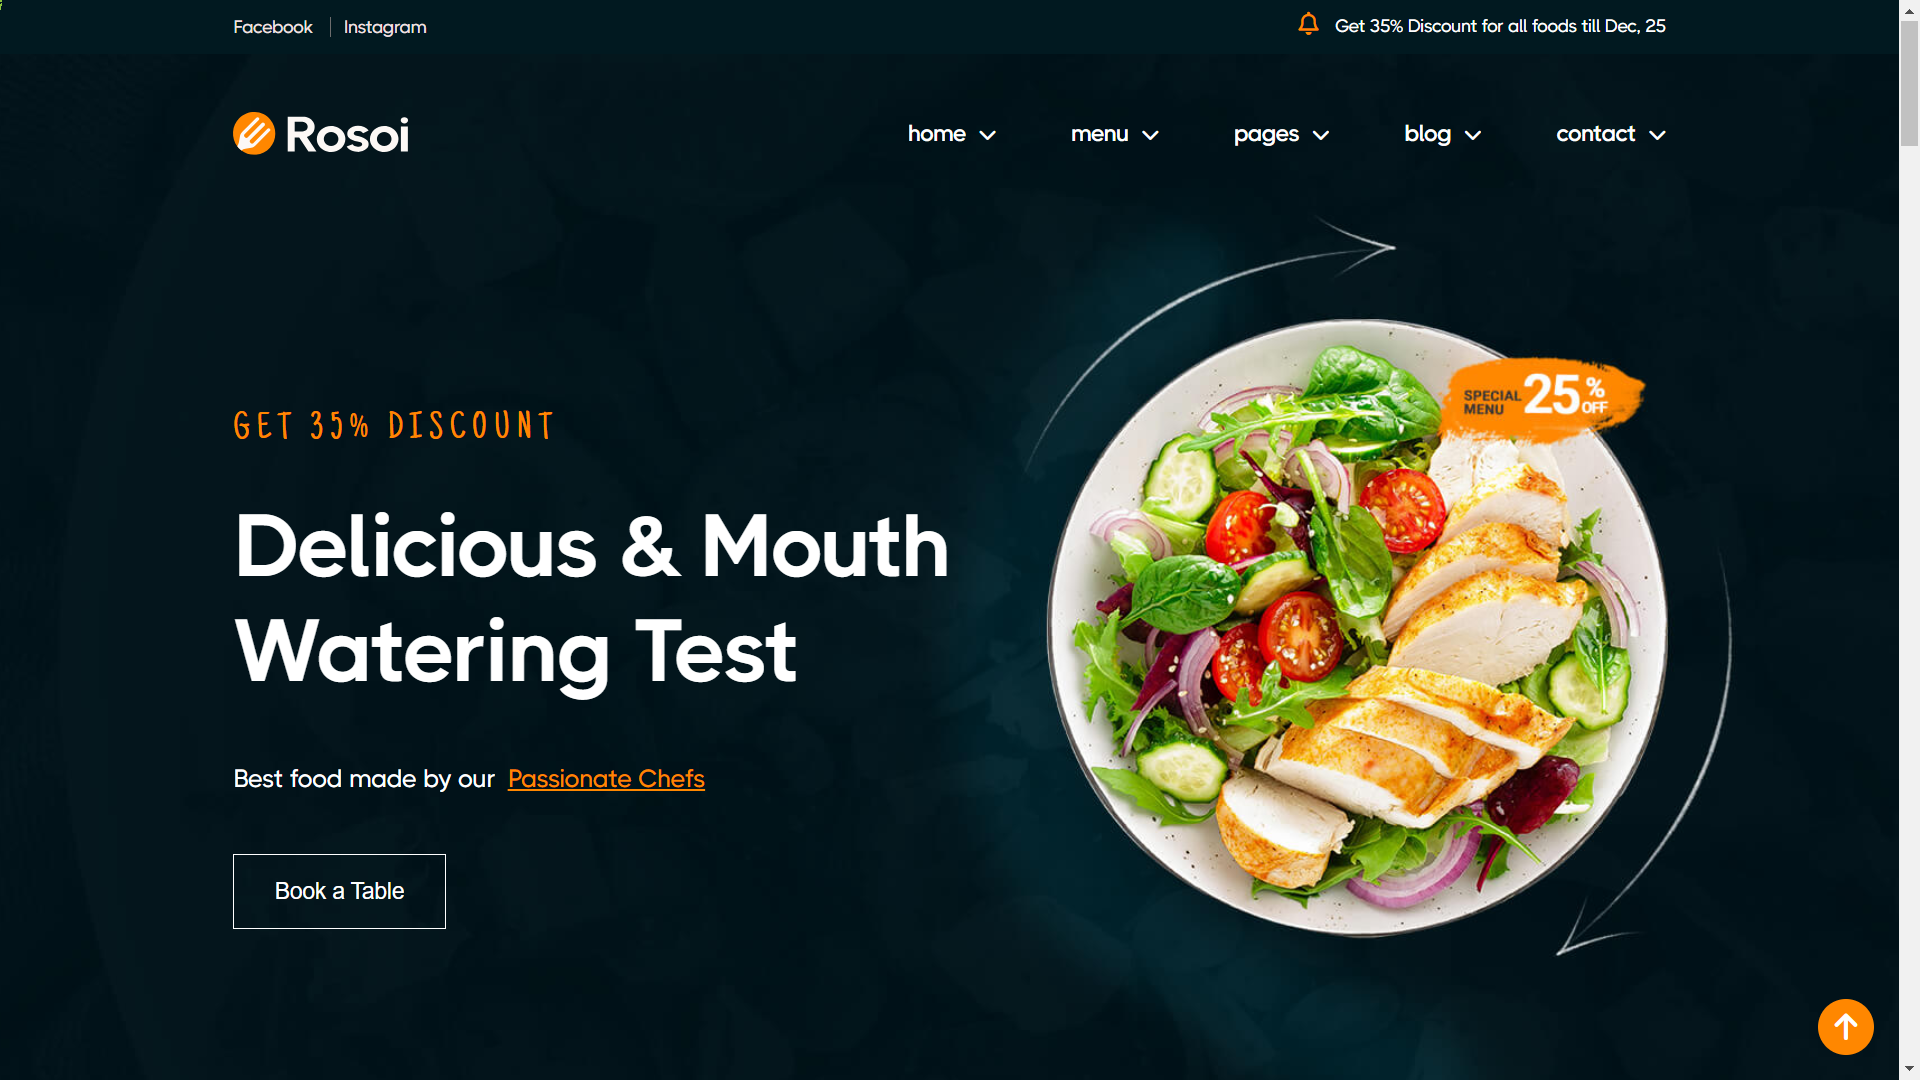 Facebook
Instagram
Get 35% Discount for all foods till Dec, 25
Rosoi
home
menu
pages
blog
contact
SPECIAL MENU 25% OFF
GET 35% DISCOUNT
Delicious & Mouth
Watering Test
Best food made by our Passionate Chefs
Book a Table